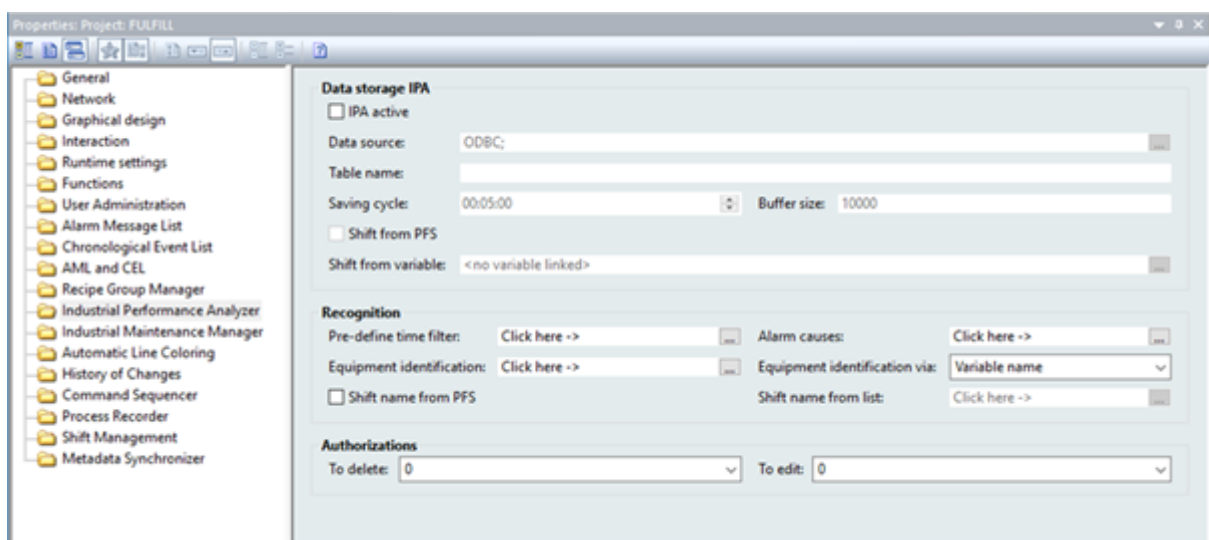 Properties: Project: FULFILL
General
Network
Graphical design
Interaction
Runtime settings
Functions
User Administration
Alarm Message List
Chronological Event List
AML and CEL
Recipe Group Manager
Industrial Performance Analyzer
Industrial Maintenance Manager
Automatic Line Coloring
History of Changes
Command Sequencer
Process Recorder
Shift Management
Metadata Synchronizer
Data storage IPA
IPA active
Data source: ODBC; ...
Table name:
Saving cycle: 00:05:00 Buffer size: 10000
Shift from PFS
Shift from variable: <no variable linked> ...
Recognition
Pre-define time filter: Click here -> ... Alarm causes: Click here -> ...
Equipment identification: Click here -> ... Equipment identification via: Variable name
Shift name from PFS Shift name from list: Click here -> ...
Authorizations
To delete: 0 To edit: 0